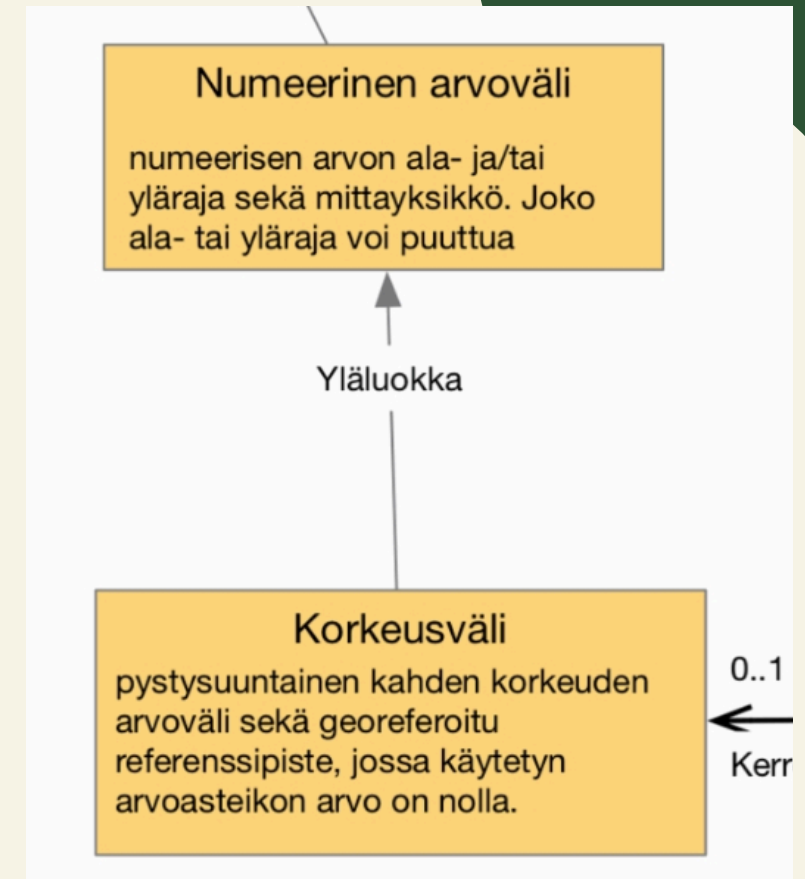 Numeerinen arvoväli
numeerisen arvon ala- ja/tai
yläraja sekä mittayksikkö. Joko
ala- tai yläraja voi puuttua
Yläluokka
Korkeusväli
pystysuuntainen kahden korkeuden
arvoväli sekä georeferoitu
referenssipiste, jossa käytetyn
arvoasteikon arvo on nolla.
0..1
Kerr